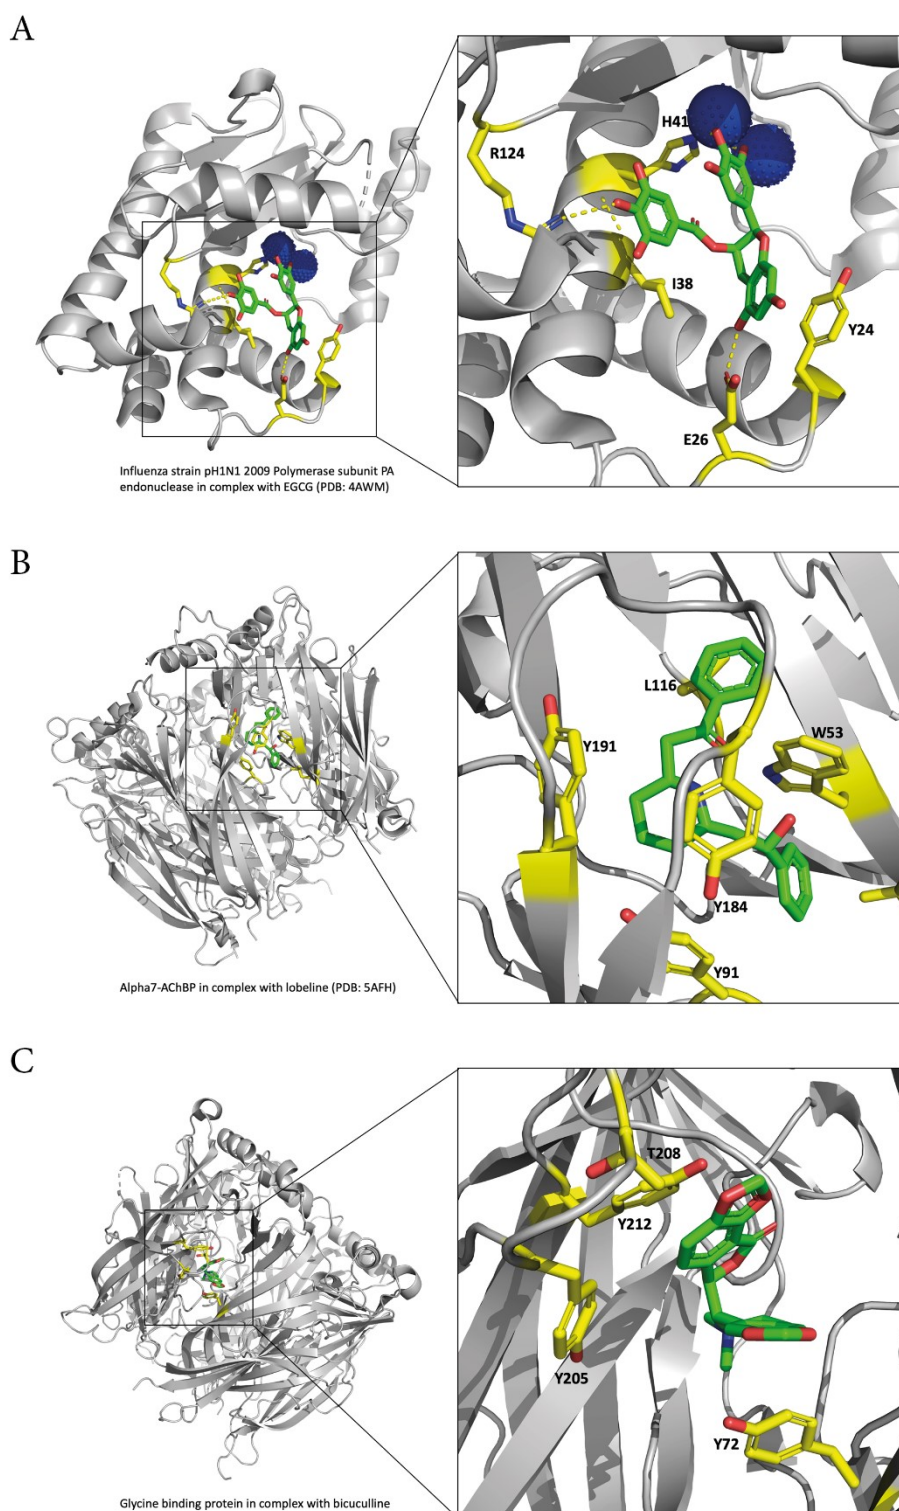 A
H41
R124
I38
Y24
E26
Influenza strain pH1N1 2009 Polymerase subunit PA
endonuclease in complex with EGCG (PDB: 4AWM)
B
L116
Y191
W53
Y184
Y91
Alpha7-AChBP in complex with lobeline (PDB: 5AFH)
C
T208
Y212
Y205
Y72
Glycine binding protein in complex with bicuculline